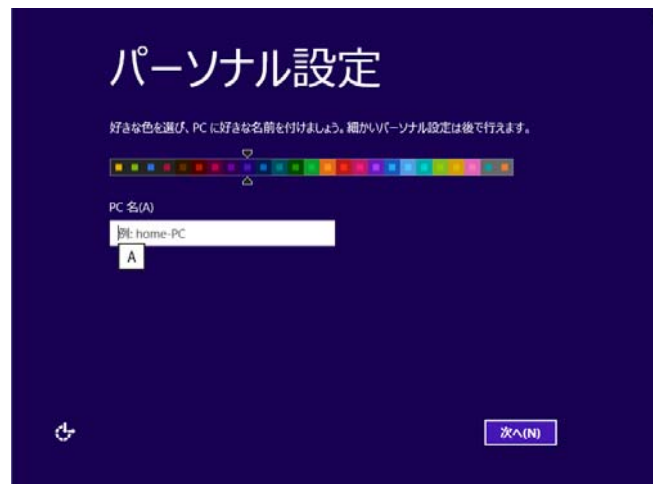 パーソナル設定
好きな色を選び、PC に好きな名前を付けましょう。細かいパーソナル設定は後で行えます。
PC 名(A)
例: home-PC
A
次へ(N)